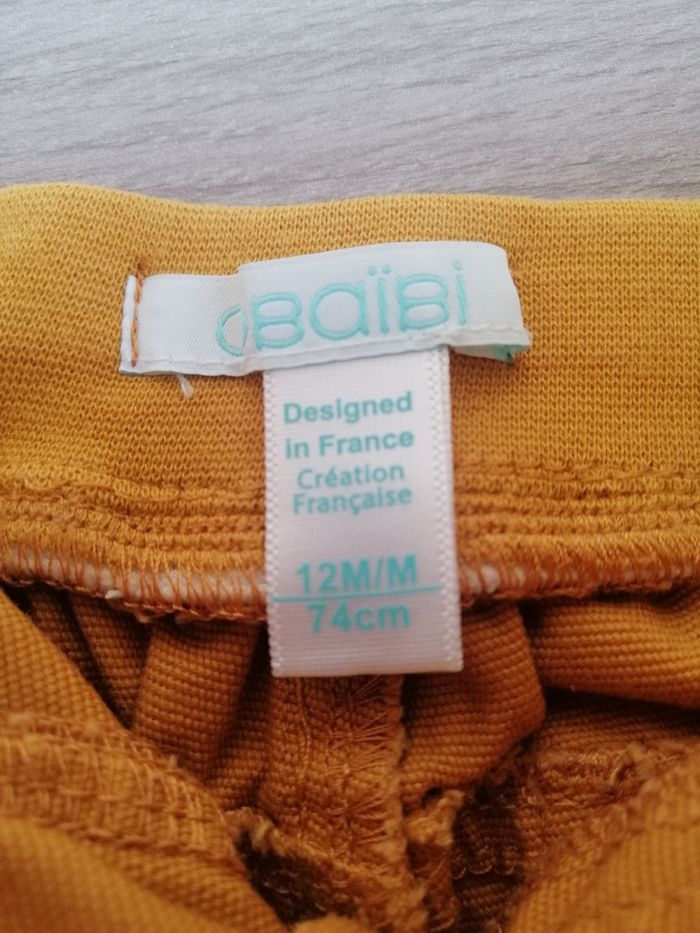 OBaïBi
Designed
in France
Création
Française
12M/M
74cm